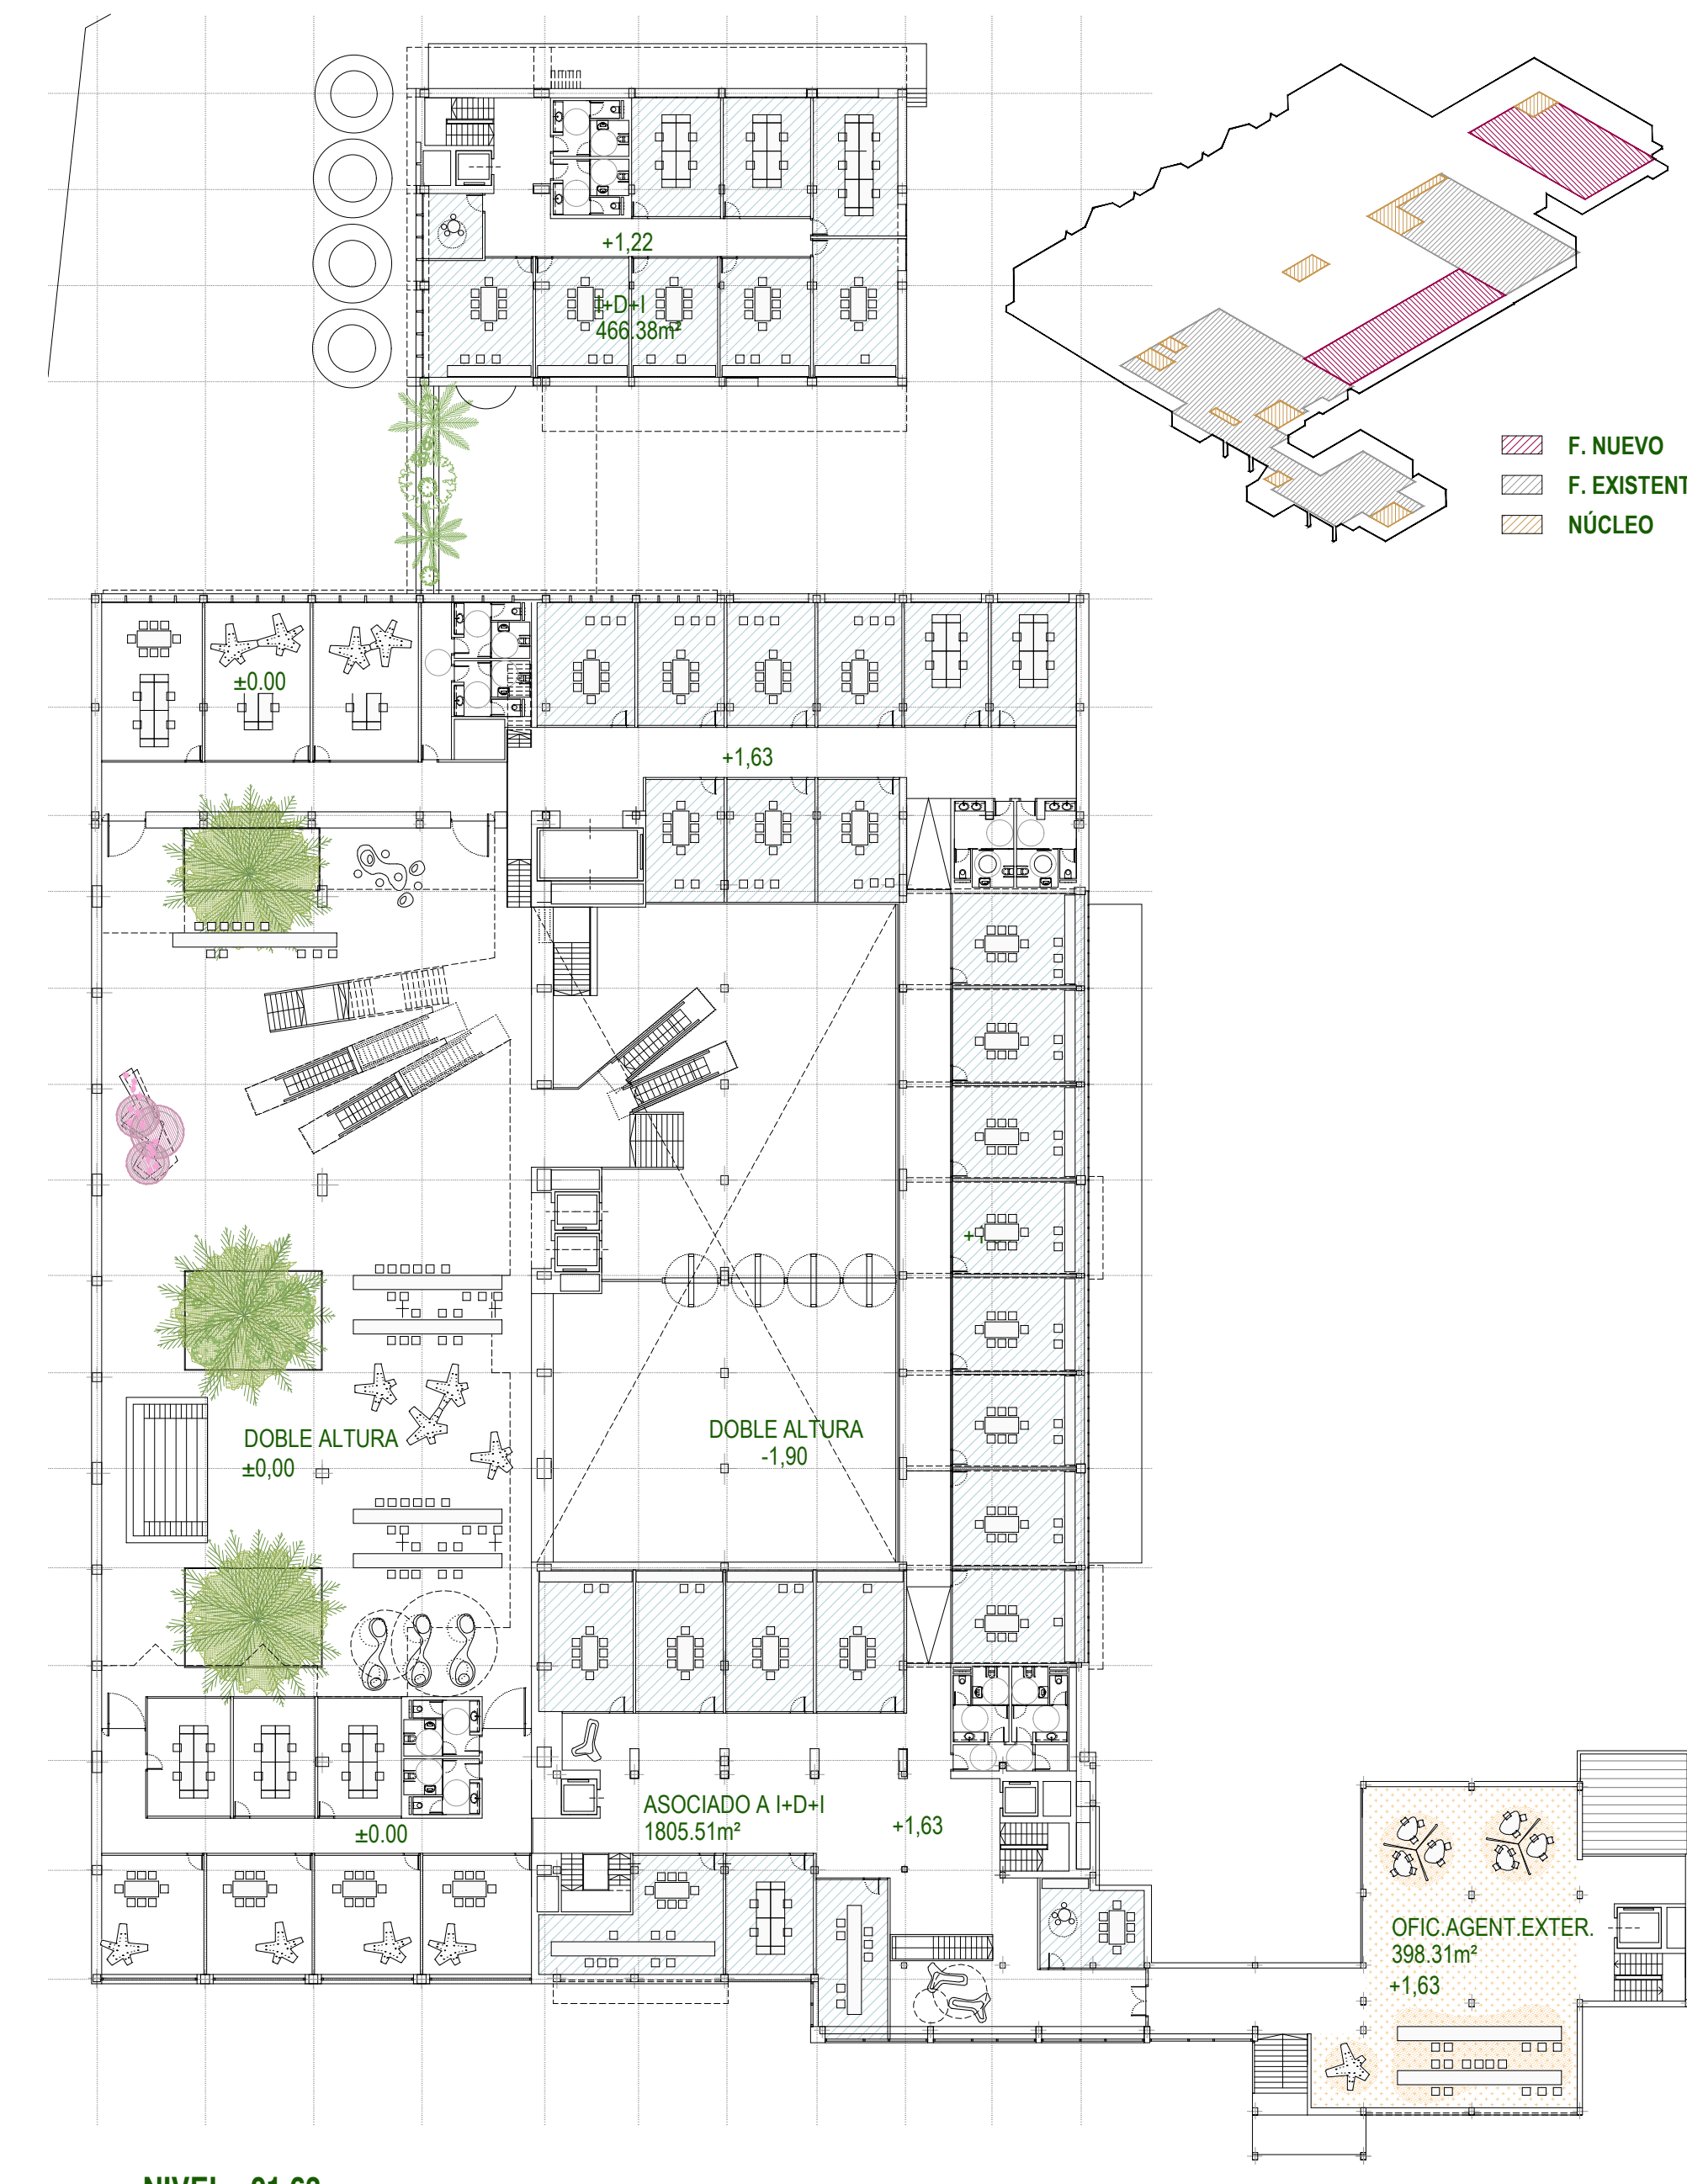 +1,22
I+D+I
466.38m²
F. NUEVO
F. EXISTENT
NÚCLEO
±0.00
+1,63
DOBLE ALTURA
±0,00
DOBLE ALTURA
-1,90
ASOCIADO A I+D+I
1805.51m²
+1,63
±0.00
OFIC.AGENT.EXTER.
398.31m²
+1,63